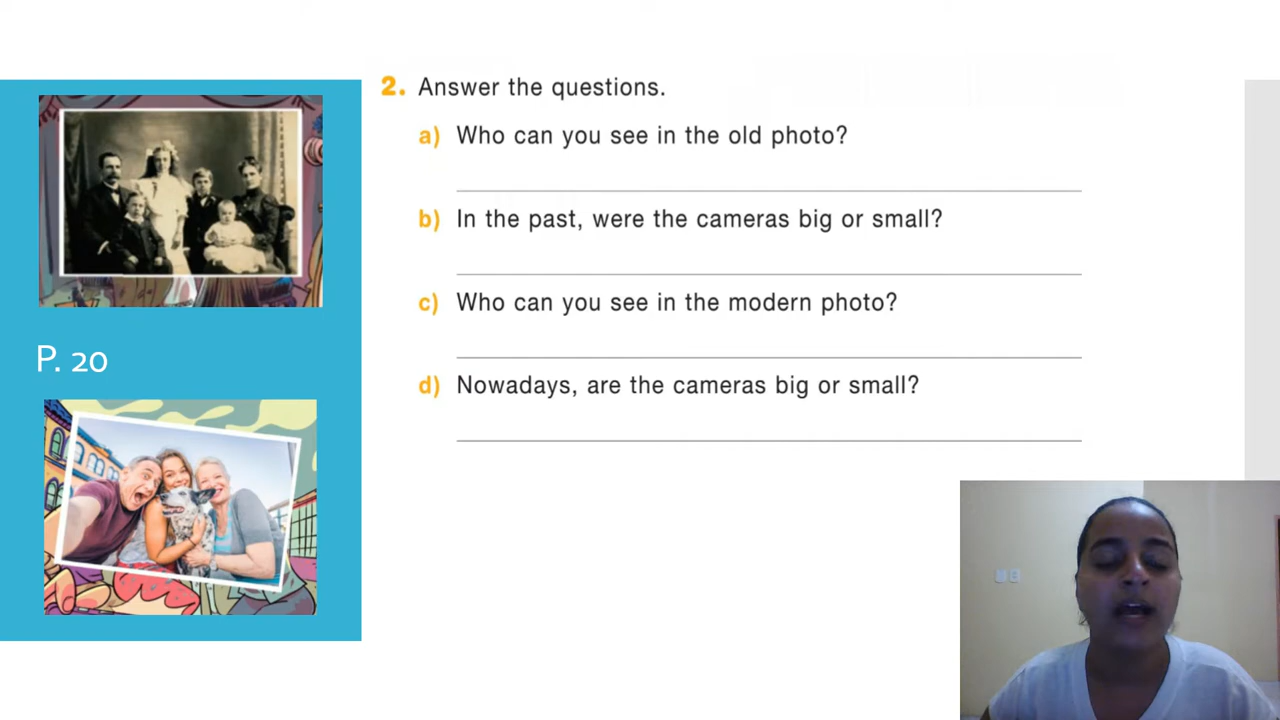 2. Answer the questions.
a) Who can you see in the old photo?
b) In the past, were the cameras big or small?
c) Who can you see in the modern photo?
d) Nowadays, are the cameras big or small?
P. 20